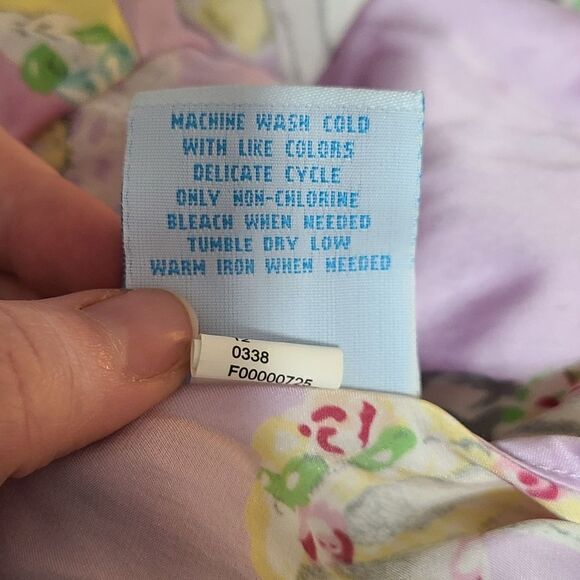 MACHINE WASH COLD
WITH LIKE COLORS
DELICATE CYCLE
ONLY NON-CHLORINE
BLEACH WHEN NEEDED
TUMBLE DRY LOW
WARM IRON WHEN NEEDED
0338
F00000725